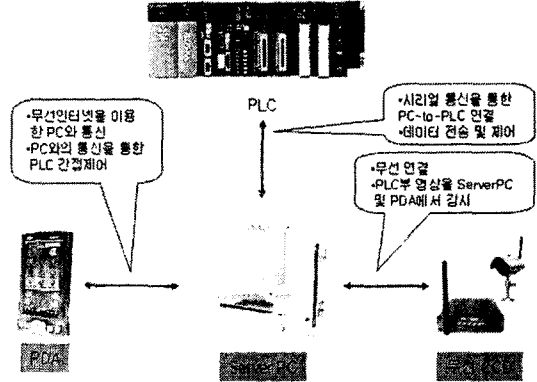 PLC
•무선인터넷을 이용
한 PC와 통신
•PC와의 통신을 통한
PLC 간접제어
•시리얼 통신을 통한
PC-to-PLC 연결
•데이터 전송 및 제어
•무선 연결
•PLC부 영상을 ServerPC
및 PDA에서 감시
PDA
Server PC
무선 CCD